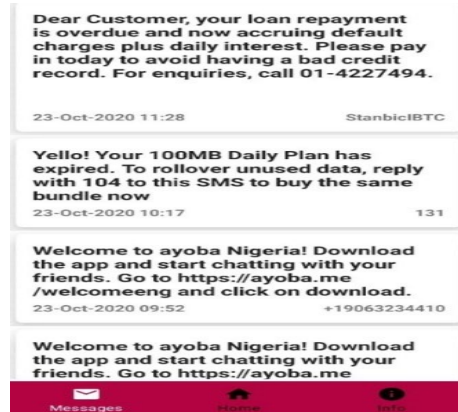 Dear Customer, your loan repayment
is overdue and now accruing default
charges plus daily interest. Please pay
in today to avoid having a bad credit
record. For enquiries, call 01-4227494.
23-Oct-2020 11:28 StanbicIBTC
Yello! Your 100MB Daily Plan has
expired. To rollover unused data, reply
with 104 to this SMS to buy the same
bundle now
23-Oct-2020 10:17 131
Welcome to ayoba Nigeria! Download
the app and start chatting with your
friends. Go to https://ayoba.me
/welcomeeng and click on download.
23-Oct-2020 09:52 +19063234410
Welcome to ayoba Nigeria! Download
the app and start chatting with your
friends. Go to https://ayoba.me
Messages Home Info